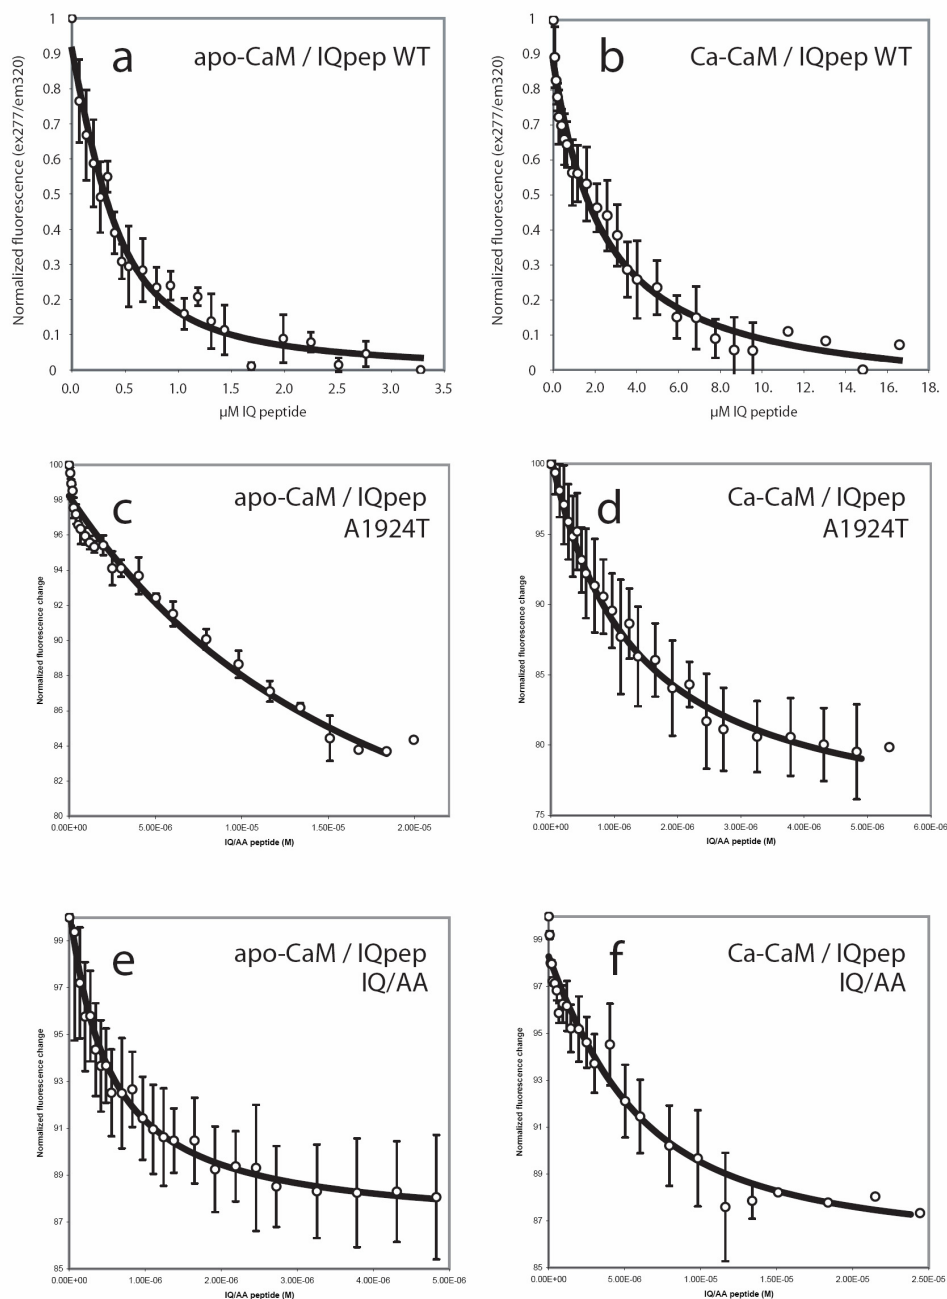 a
apo-CaM / IQpep WT
Normalized fluorescence (ex277/em320)
1
0.9
0.8
0.7
0.6
0.5
0.4
0.3
0.2
0.1
0
0.0 0.5 1.0 1.5 2.0 2.5 3.0 3.5
µM IQ peptide
b
Ca-CaM / IQpep WT
Normalized fluorescence (ex277/em320)
1
0.9
0.8
0.7
0.6
0.5
0.4
0.3
0.2
0.1
0
0.0 2.0 4.0 6.0 8.0 10. 12. 14. 16. 18.
µM IQ peptide
c
apo-CaM / IQpep
A1924T
Normalized fluorescence change
100
98
96
94
92
90
88
86
84
82
80
0.00E+00 5.00E-06 1.00E-05 1.50E-05 2.00E-05
IQ/AA peptide (M)
d
Ca-CaM / IQpep
A1924T
Normalized fluorescence change
100
95
90
85
80
75
0.00E+00 1.00E-06 2.00E-06 3.00E-06 4.00E-06 5.00E-06 6.00E-06
IQ/AA peptide (M)
e
apo-CaM / IQpep
IQ/AA
Normalized fluorescence change
99
97
95
93
91
89
87
85
0.00E+00 1.00E-06 2.00E-06 3.00E-06 4.00E-06 5.00E-06
IQ/AA peptide (M)
f
Ca-CaM / IQpep
IQ/AA
Normalized fluorescence change
99
97
95
93
91
89
87
85
0.00E+00 5.00E-06 1.00E-05 1.50E-05 2.00E-05 2.50E-05
IQ/AA peptide (M)